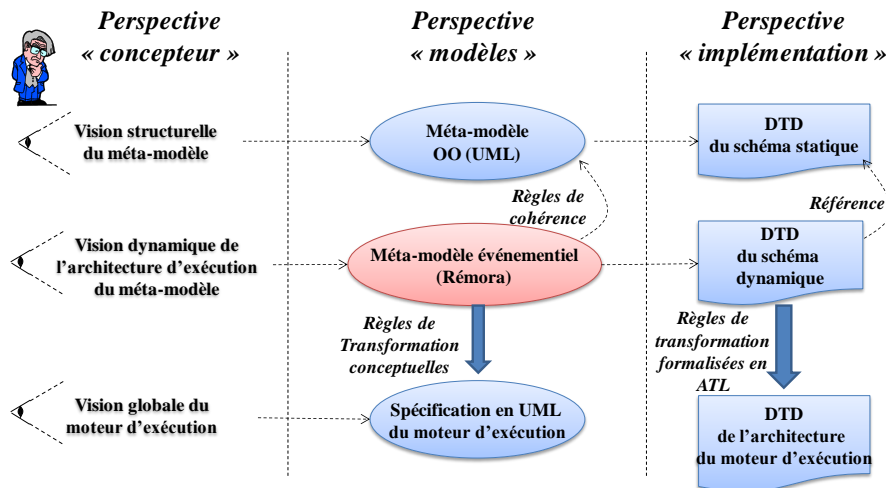 Perspective
« concepteur »
Perspective
« modèles »
Perspective
« implémentation »
Vision structurelle
du méta-modèle
Méta-modèle
OO (UML)
DTD
du schéma statique
Règles de
cohérence
Référence
Vision dynamique de
l'architecture d'exécution
du méta-modèle
Méta-modèle événementiel
(Rémora)
DTD
du schéma
dynamique
Règles de
Transformation
conceptuelles
Règles de
transformation
formalisées en
ATL
Vision globale du
moteur d'exécution
Spécification en UML
du moteur d'exécution
DTD
de l'architecture
du moteur d'exécution